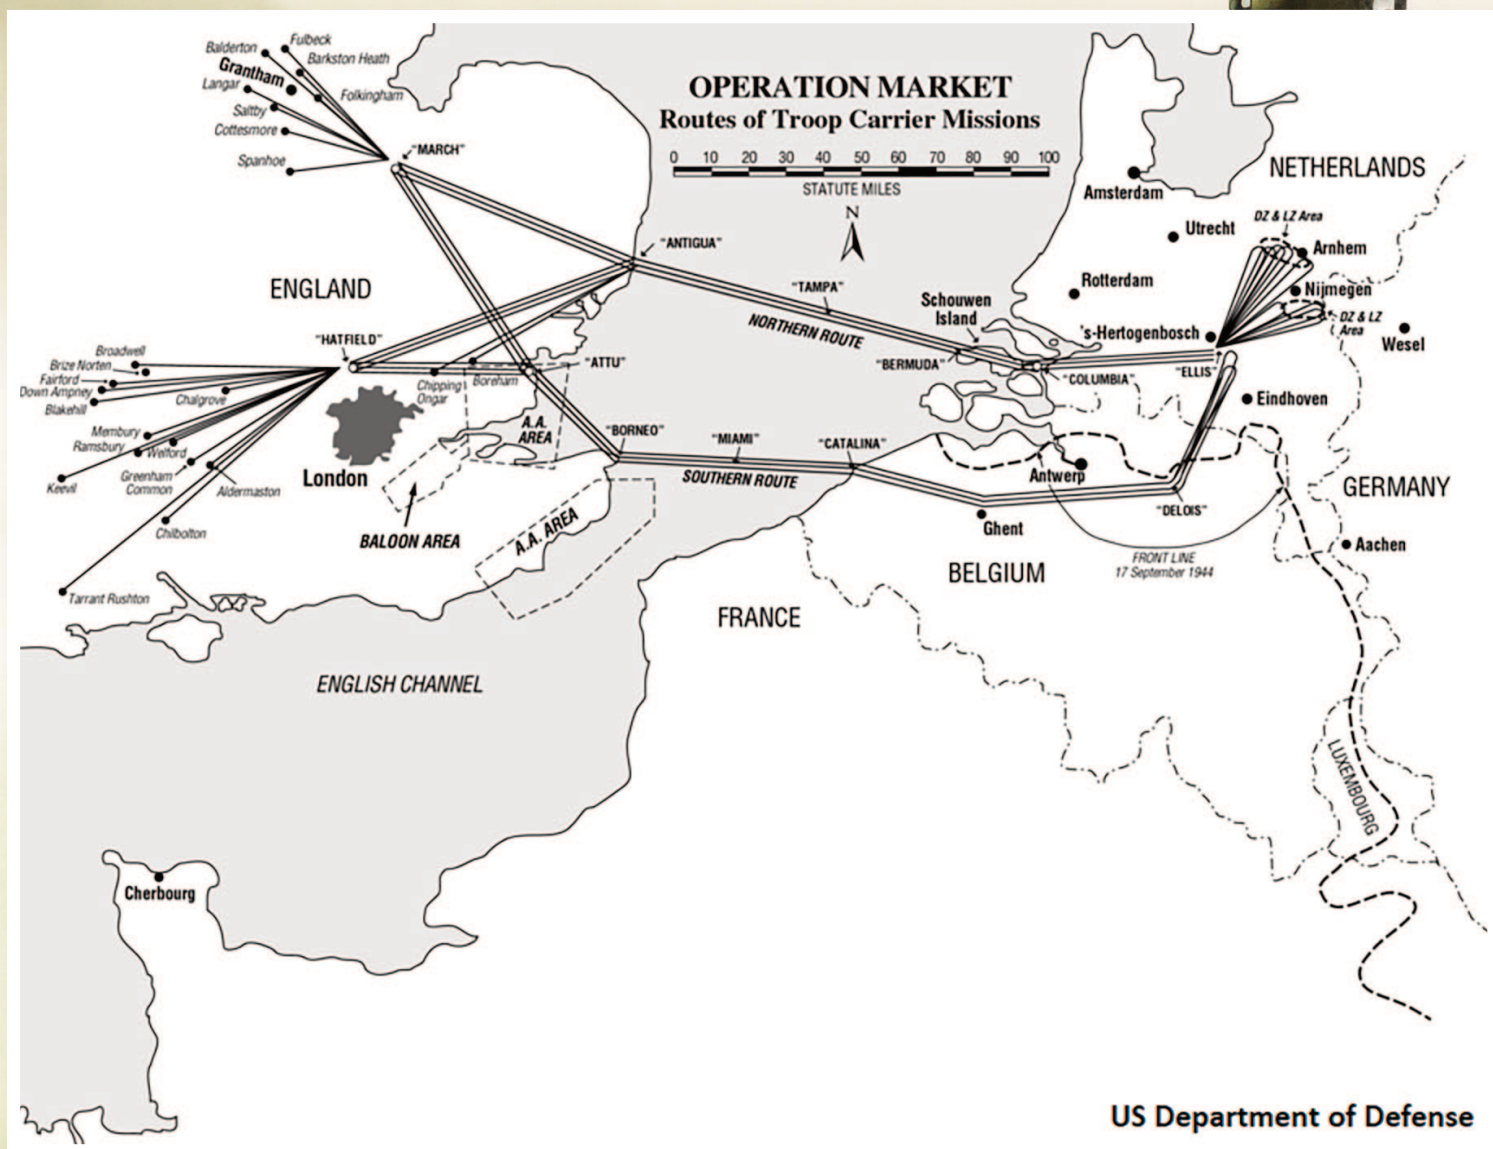 OPERATION MARKET
Routes of Troop Carrier Missions
0 10 20 30 40 50 60 70 80 90 100
STATUTE MILES
N
Fulbeck
Balderton
Barkston Heath
Grantham
Langar
Folkingham
Saltby
Cottesmore
Spanhoe
"MARCH"
"ANTIGUA"
ENGLAND
"HATFIELD"
Broadwell
Brize Norten
Fairford
Down Ampney
Blakehill
Chalgrove
Membury
Ramsbury
Welford
Keevil
Greenham
Common
Aldermaston
Chilbolton
Tarrant Rushton
Chipping
Ongar
Boreham
"ATTU"
A.A.
AREA
London
BALOON AREA
A.A. AREA
"BORNEO"
"MIAMI"
SOUTHERN ROUTE
"CATALINA"
"TAMPA"
NORTHERN ROUTE
Schouwen
Island
"BERMUDA"
"COLUMBIA"
"ELLIS"
"DELOIS"
NETHERLANDS
Amsterdam
Utrecht
Rotterdam
DZ & LZ Area
Arnhem
Nijmegen
DZ & LZ
Area
's-Hertogenbosch
Wesel
Eindhoven
Antwerp
Ghent
GERMANY
Aachen
FRONT LINE
17 September 1944
BELGIUM
FRANCE
LUXEMBOURG
ENGLISH CHANNEL
Cherbourg
US Department of Defense